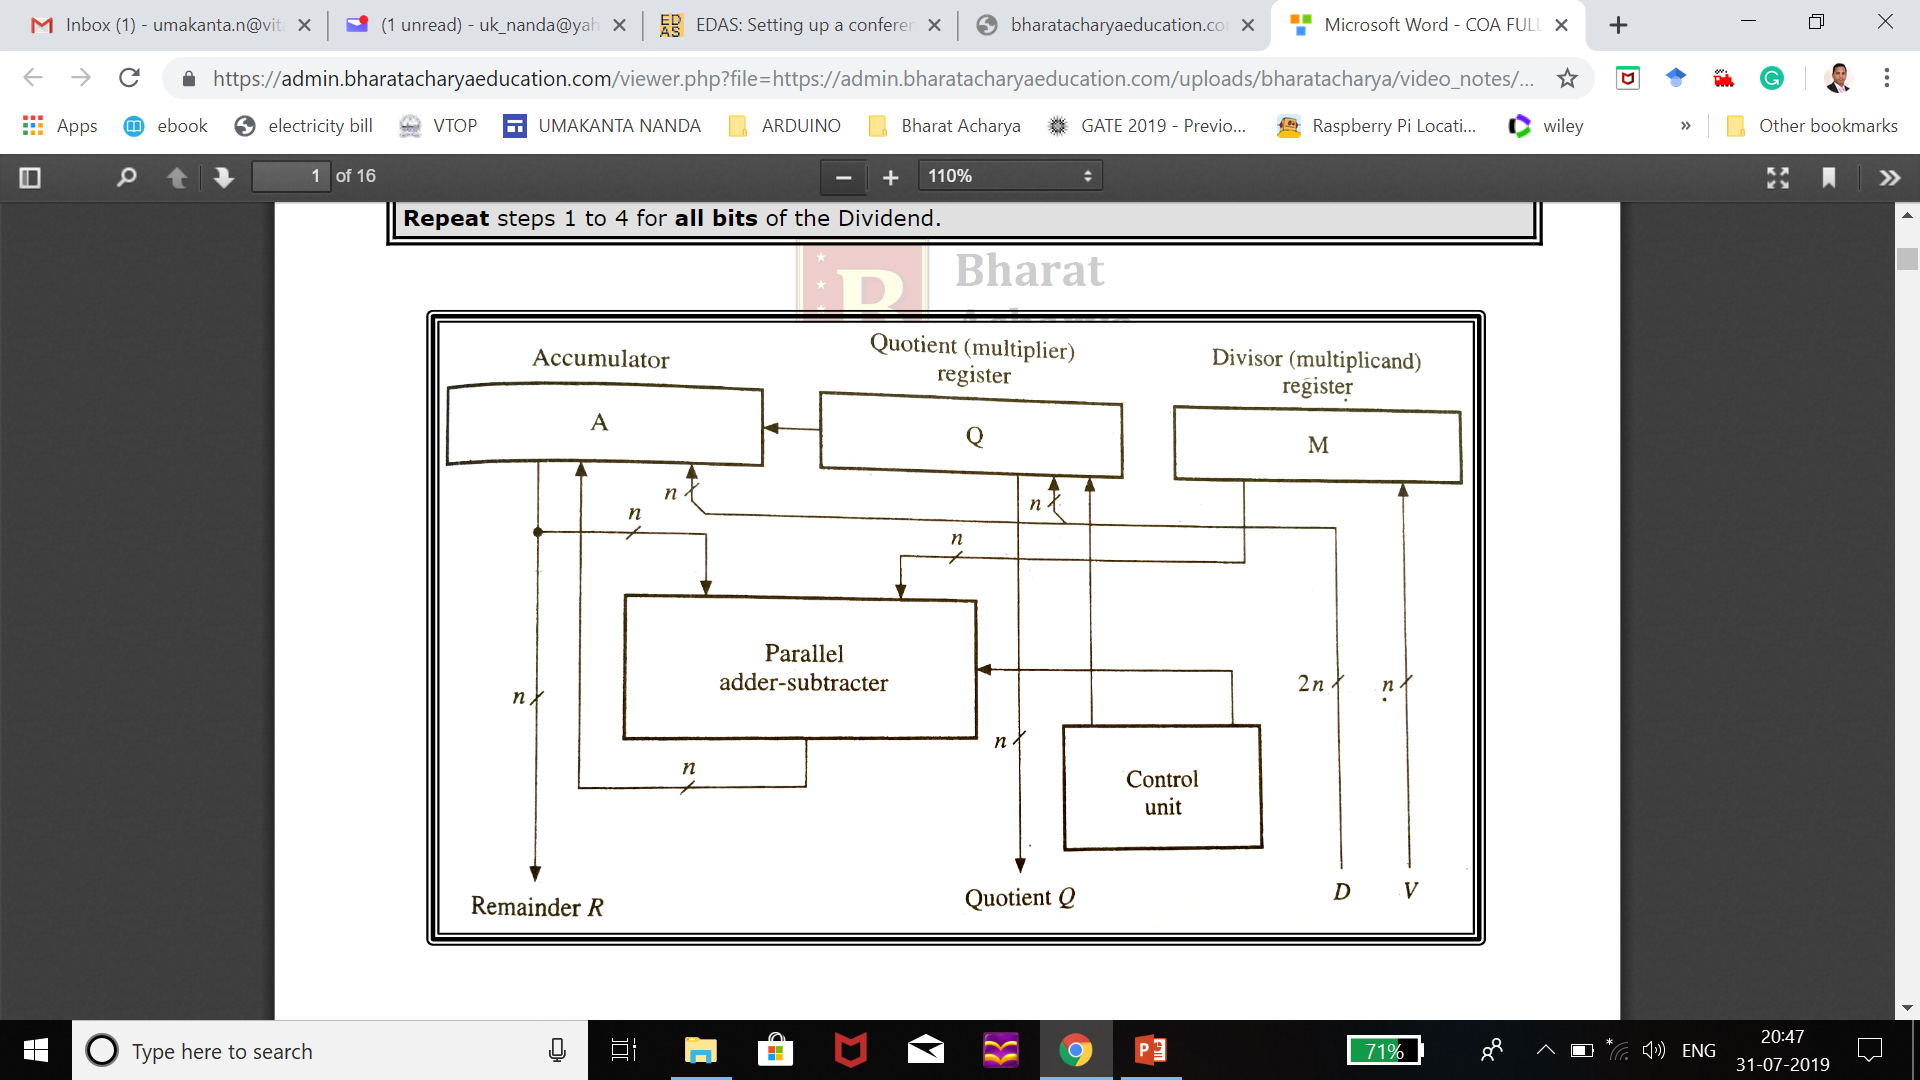 Inbox (1) - umakanta.n@vit
(1 unread) - uk_nanda@yah
EDAS: Setting up a conferen
bharatacharyaeducation.co
Microsoft Word - COA FULL
https://admin.bharatacharyaeducation.com/viewer.php?file=https://admin.bharatacharyaeducation.com/uploads/bharatacharya/video_notes/...
Apps
ebook
electricity bill
VTOP
UMAKANTA NANDA
ARDUINO
Bharat Acharya
GATE 2019 - Previo...
Raspberry Pi Locati...
wiley
»
Other bookmarks
1 of 16
110%
Repeat steps 1 to 4 for all bits of the Dividend.
Bharat
Accumulator
Quotient (multiplier)
register
Divisor (multiplicand)
register
A
Q
M
n
n
n
n
Parallel
adder-subtracter
n
n
n
2n
n
Control
unit
Remainder R
Quotient Q
D
V
Type here to search
71%
ENG
20:47
31-07-2019